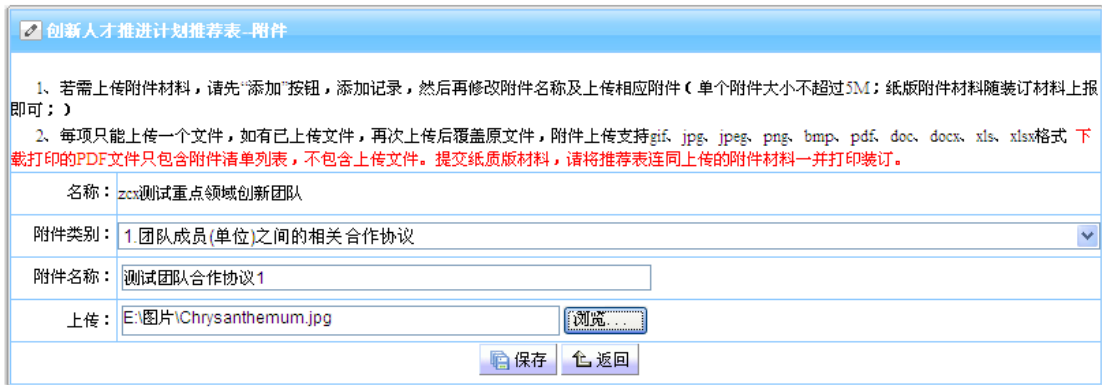 创新人才推进计划推荐表--附件
1、若需上传附件材料，请先“添加”按钮，添加记录，然后再修改附件名称及上传相应附件（单个附件大小不超过5M；纸版附件材料随装订材料上报
即可；）
2、每项只能上传一个文件，如有已上传文件，再次上传后覆盖原文件，附件上传支持gif、jpg、jpeg、png、bmp、pdf、doc、docx、xls、xlsx格式 下
载打印的PDF文件只包含附件清单列表，不包含上传文件。提交纸质版材料，请将推荐表连同上传的附件材料一并打印装订。
名称：zcx测试重点领域创新团队
附件类别：1.团队成员(单位)之间的相关合作协议
附件名称：测试团队合作协议1
上传：E:\图片\Chrysanthemum.jpg 浏览...
保存 返回